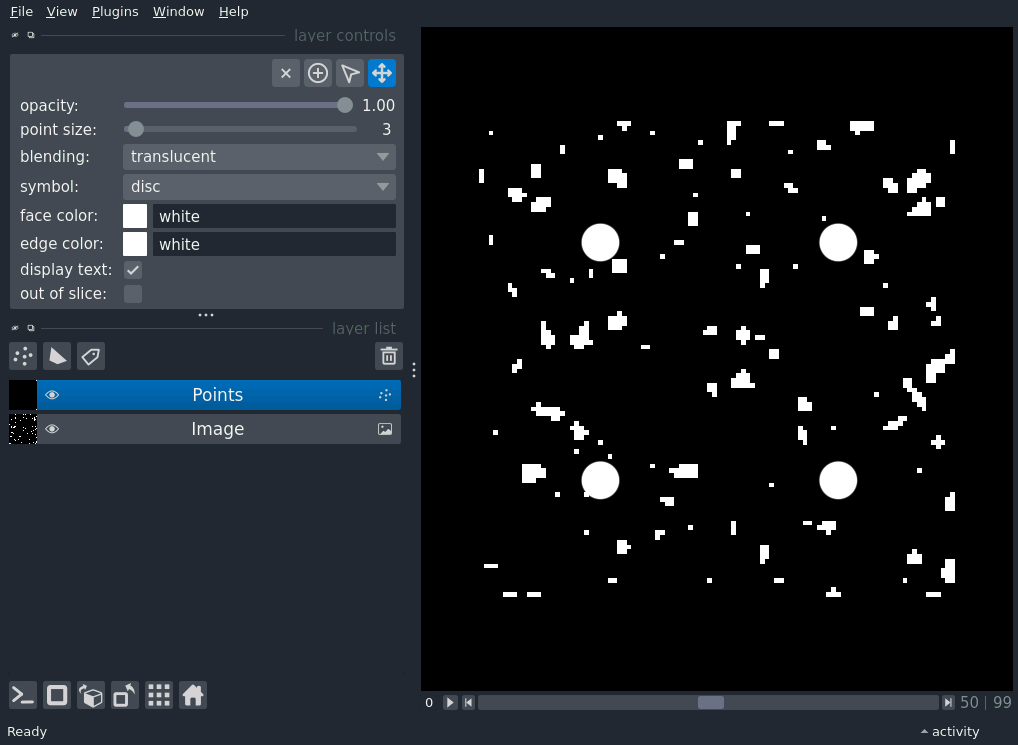 File View Plugins Window Help
layer controls
opacity: 1.00
point size: 3
blending: translucent
symbol: disc
face color: white
edge color: white
display text:
out of slice:
layer list
Points
Image
0 50 | 99
Ready activity